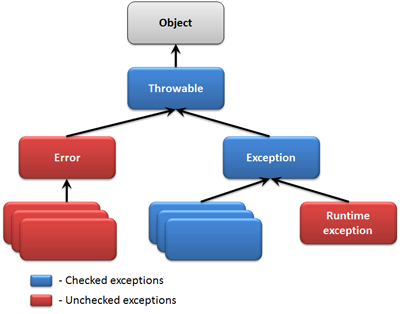 Object
Throwable
Error
Exception
Runtime
exception
- Checked exceptions
- Unchecked exceptions